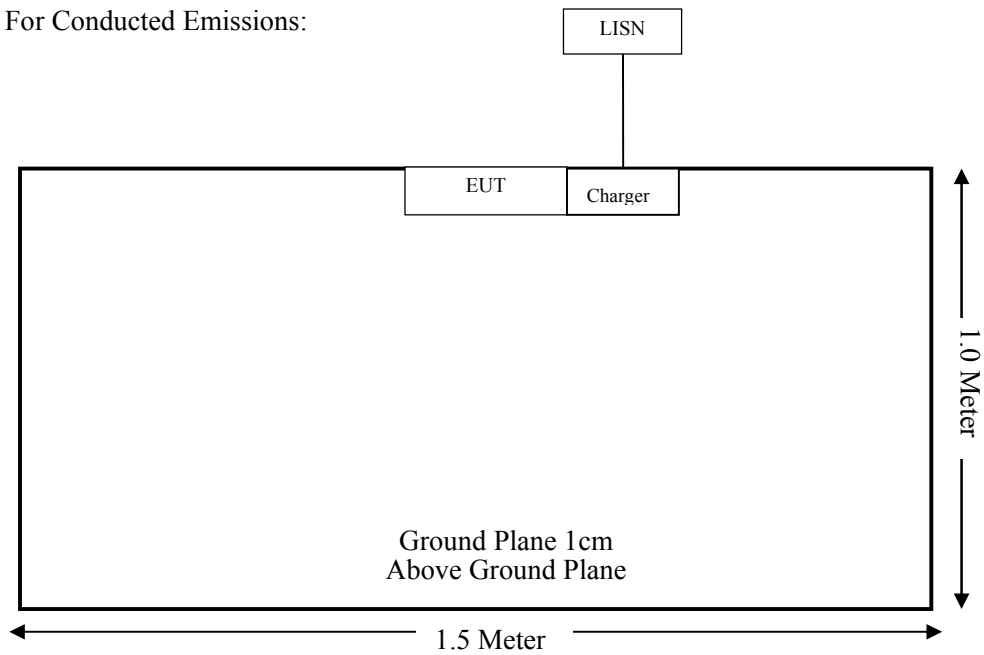 For Conducted Emissions:
LISN
EUT
Charger
1.0 Meter
Ground Plane 1cm
Above Ground Plane
1.5 Meter